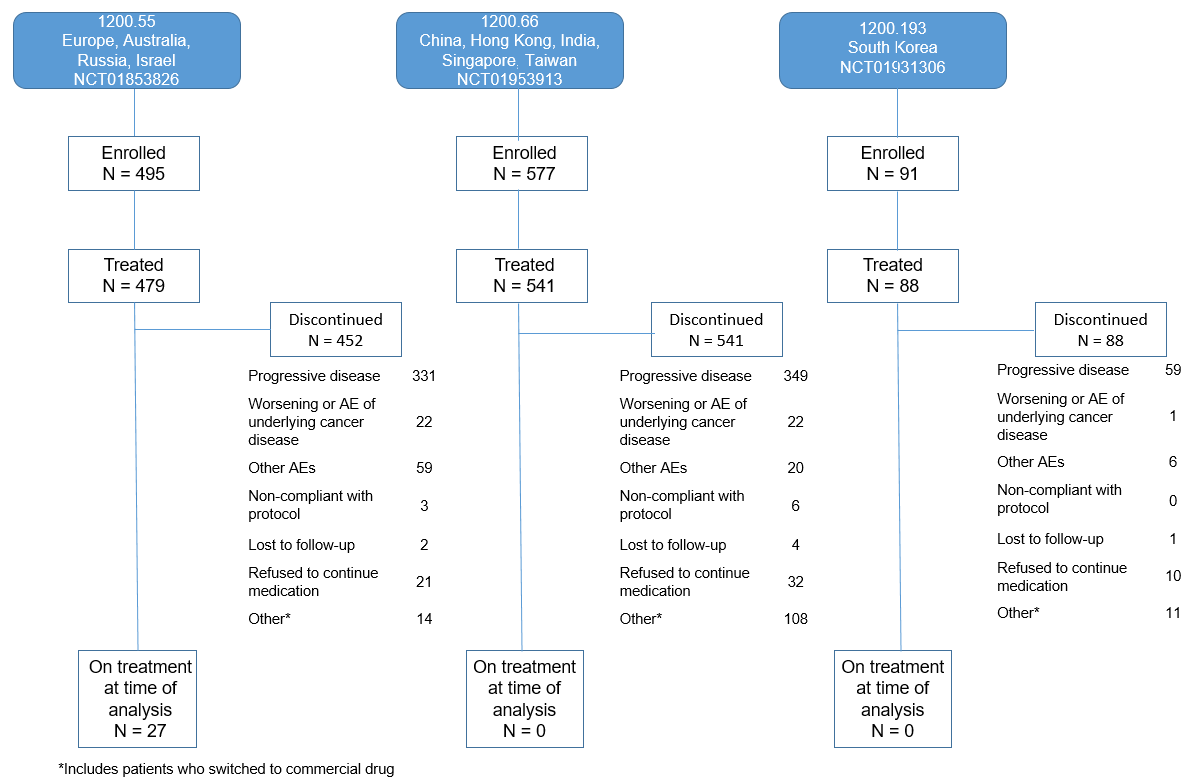 1200.55
Europe, Australia,
Russia, Israel
NCT01853826
Enrolled
N = 495
Treated
N = 479
Discontinued
N = 452
Progressive disease 331
Worsening or AE of
underlying cancer 22
disease
Other AEs 59
Non-compliant with
protocol 3
Lost to follow-up 2
Refused to continue
medication 21
Other* 14
On treatment
at time of
analysis
N = 27
1200.66
China, Hong Kong, India,
Singapore, Taiwan
NCT01953913
Enrolled
N = 577
Treated
N = 541
Discontinued
N = 541
Progressive disease 349
Worsening or AE of
underlying cancer 22
disease
Other AEs 20
Non-compliant with
protocol 6
Lost to follow-up 4
Refused to continue
medication 32
Other* 108
On treatment
at time of
analysis
N = 0
1200.193
South Korea
NCT01931306
Enrolled
N = 91
Treated
N = 88
Discontinued
N = 88
Progressive disease 59
Worsening or AE of
underlying cancer 1
disease
Other AEs 6
Non-compliant with
protocol 0
Lost to follow-up 1
Refused to continue
medication 10
Other* 11
On treatment
at time of
analysis
N = 0
*Includes patients who switched to commercial drug